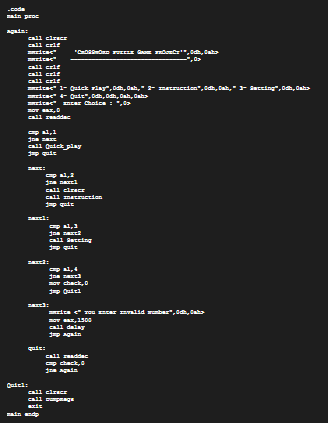 .code
main proc
again:
call clrscr
call crlf
mwrite<" 'CrOSSWOrD PUZZLE GAME PROJECT'",0dh,0ah>
mwrite<" ",0>
call crlf
call crlf
call crlf
mwrite<" 1- Quick Play",0dh,0ah," 2- Instruction",0dh,0ah," 3- Setting",0dh,0ah>
mwrite<" 4- Quit",0dh,0dh,0ah,0ah>
mwrite<" Enter Choice : ",0>
mov eax,0
call readdec
cmp al,1
jne next
call Quick_play
jmp quit
next:
cmp al,2
jne next1
call clrscr
call instruction
jmp quit
next1:
cmp al,3
jne next2
call Setting
jmp quit
next2:
cmp al,4
jne next3
mov check,0
jmp Quit1
next3:
mwrite <" You Enter Invalid Number",0dh,0ah>
mov eax,1500
call delay
jmp again
quit:
call readdec
cmp check,0
jne again
Quit1:
call clrscr
call
exit
main endp